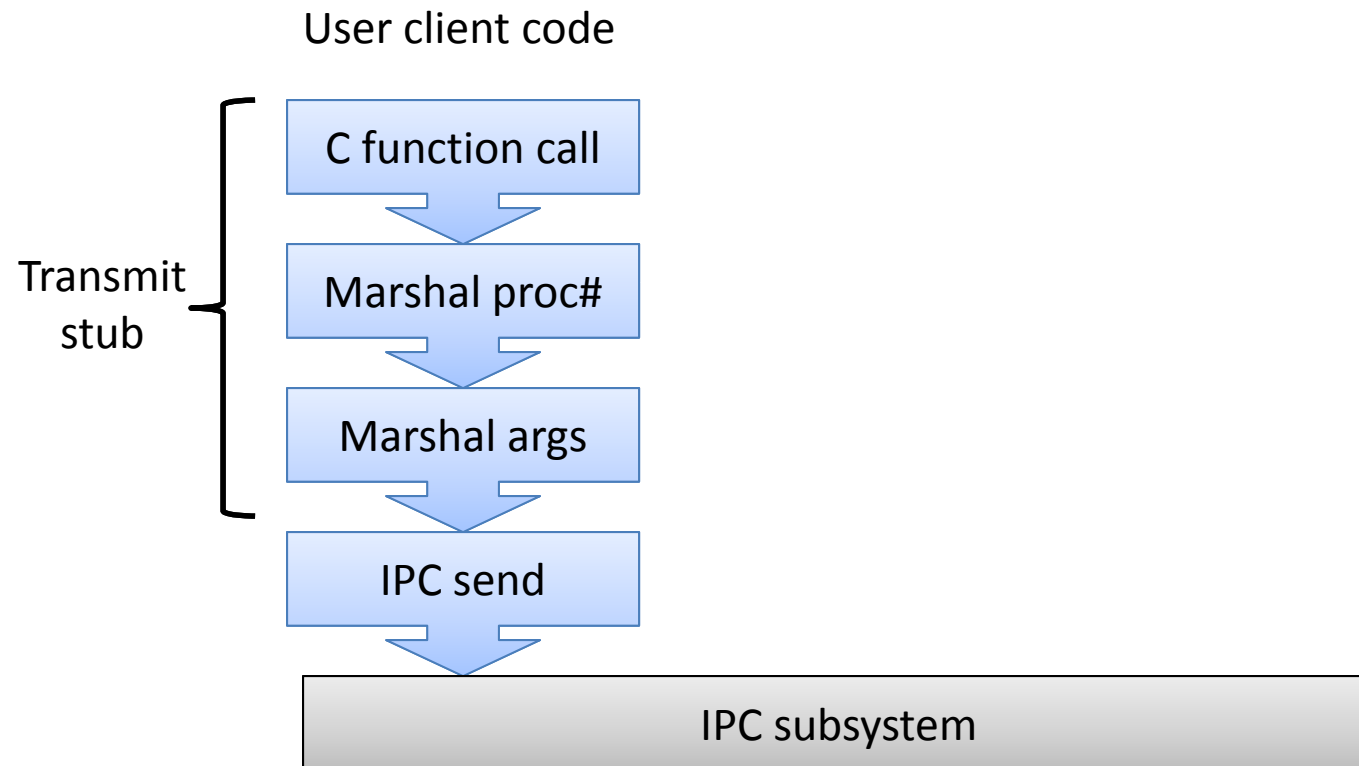 User client code
C function call
Transmit
stub
Marshal proc#
Marshal args
IPC send
IPC subsystem